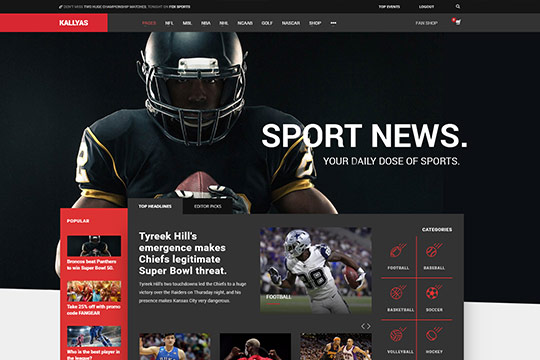 DON'T MISS TWO HUGE CHAMPIONSHIP MATCHES, TONIGHT ON FOX SPORTS
TOP EVENTS
LOGOUT
KALLYAS
PAGES
NFL
MLB
NBA
NHL
NCAAB
GOLF
NASCAR
SHOP
•••
FAN SHOP
SPORT NEWS.
YOUR DAILY DOSE OF SPORTS.
POPULAR
Broncos beat Panthers
to win Super Bowl 50.
Take 25% off with promo
code FANGEAR
Who is the best player in
the league?
TOP HEADLINES
EDITOR PICKS
Tyreek Hill's
emergence makes
Chiefs legitimate
Super Bowl threat.
Tyreek Hill's two touchdowns led the Chiefs to a huge
victory over the Raiders on Thursday night, and his
presence makes Kansas City very dangerous.
FOOTBALL
CATEGORIES
FOOTBALL
BASEBALL
BASKETBALL
SOCCER
VOLLEYBALL
HOCKEY